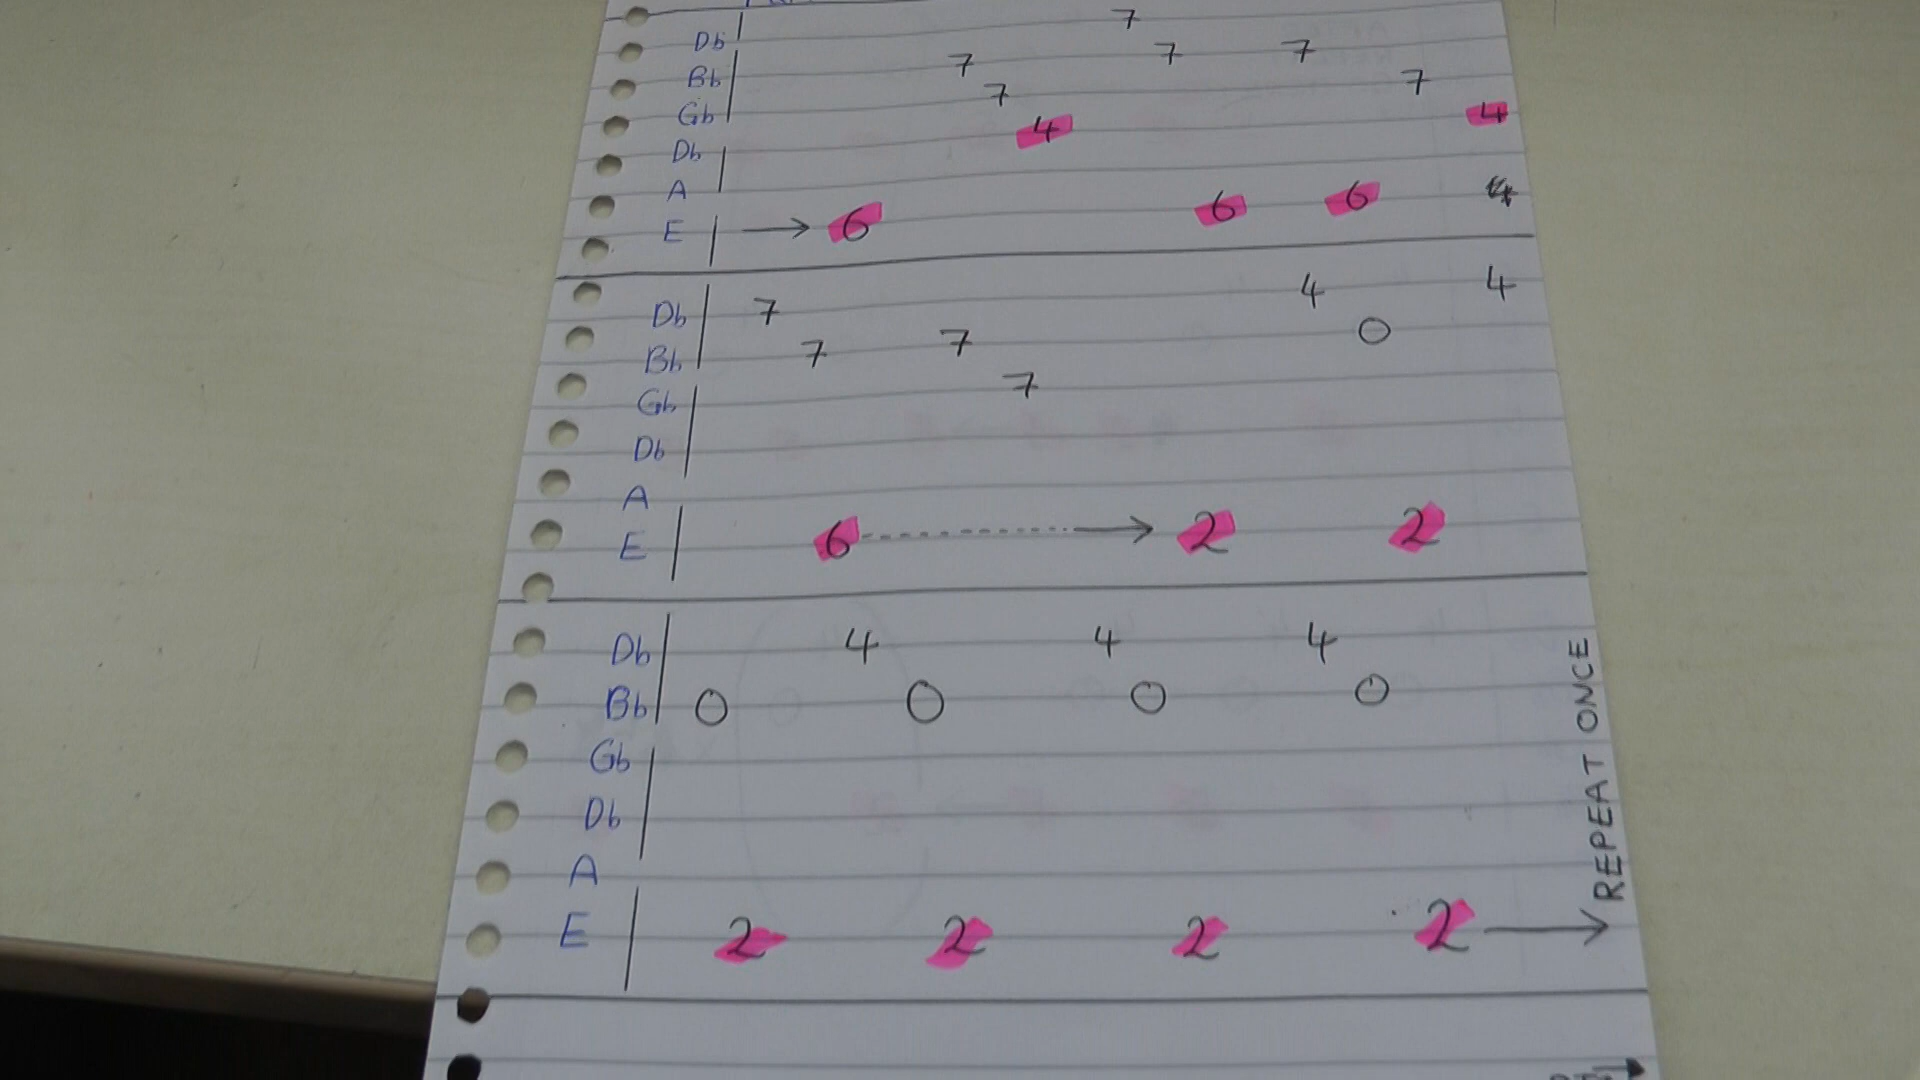 Db 7
Bb 7 7 7
Gb 7 7
Db 4 4
A
E → 6 6 6
Db 7 4 4
Bb 7 7 0
Gb 7
Db
A
E 6 → 2 2
Db 4 4 4
Bb 0 0 0 0
Gb
Db
A
E 2 2 2 2 →
REPEAT ONCE